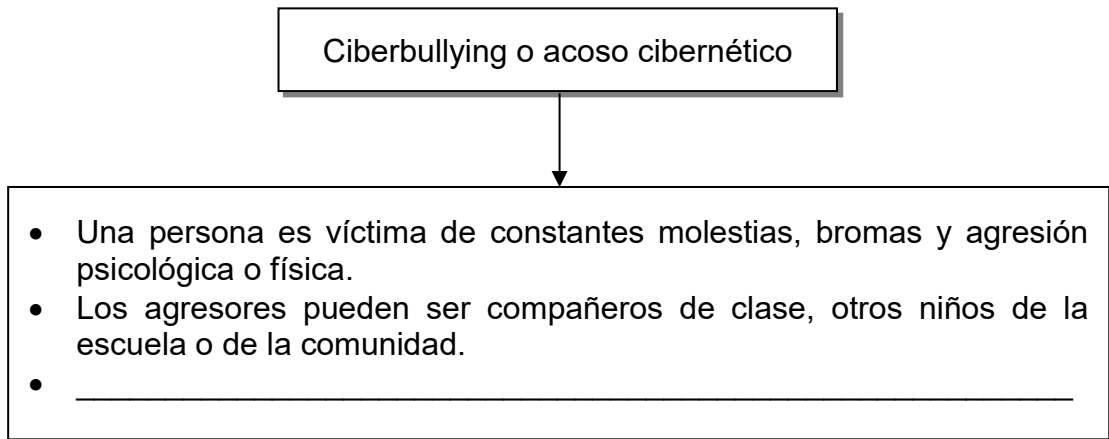 Ciberbullying o acoso cibernético
• Una persona es víctima de constantes molestias, bromas y agresión
psicológica o física.
• Los agresores pueden ser compañeros de clase, otros niños de la
escuela o de la comunidad.
• ________________________________________________________